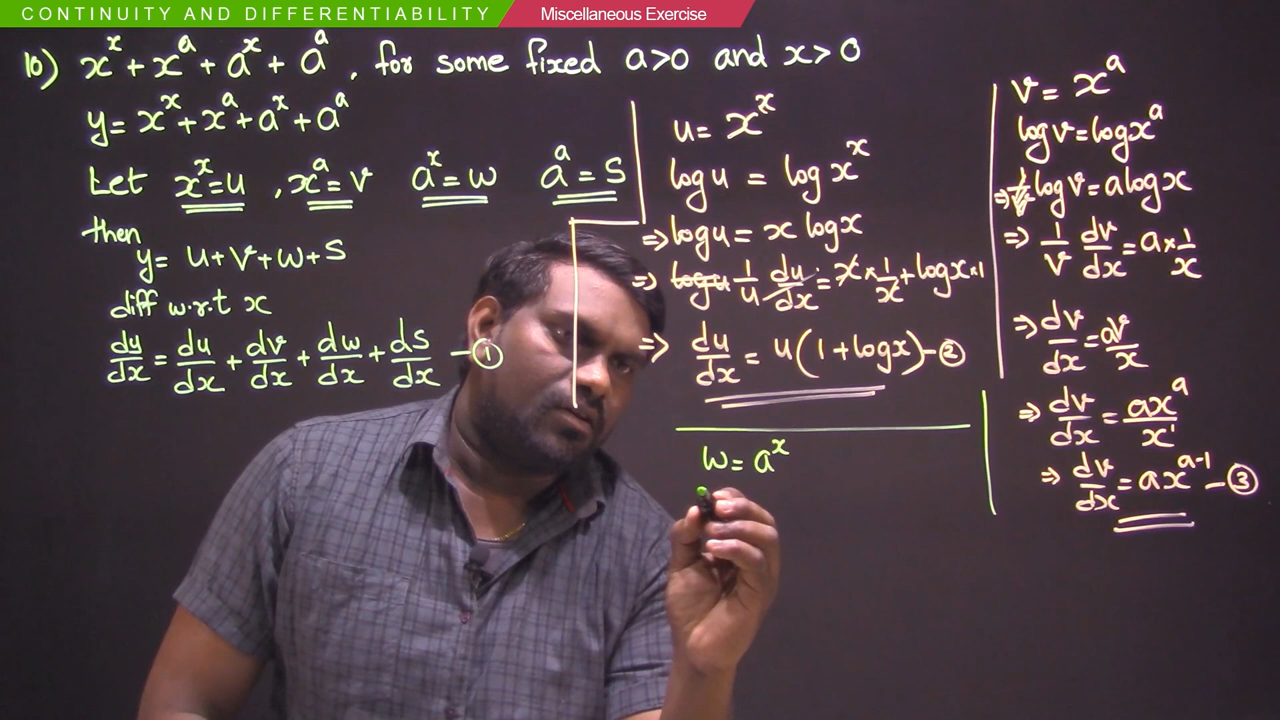 CONTINUITY AND DIFFERENTIABILITY
Miscellaneous Exercise
10) x^x + x^a + a^x + a^a, for some fixed a>0 and x>0
y= x^x + x^a + a^x + a^a
Let x^x=u , x^a=v a^x=w a^a=S
then
y= u+v+w+S
diff w.r.t x
dy/dx = du/dx + dv/dx + dw/dx + dS/dx —①
u= x^x
log u = log x^x
⇒ log u = x log x
⇒ 1/u du/dx = x × 1/x + log x × 1
⇒ du/dx = u(1+log x) —②
w= a^x
v= x^a
log v = log x^a
⇒ log v = a log x
⇒ 1/v dv/dx = a × 1/x
⇒ dv/dx = av/x
⇒ dv/dx = ax^a/x^1
⇒ dv/dx = ax^(a-1) —③